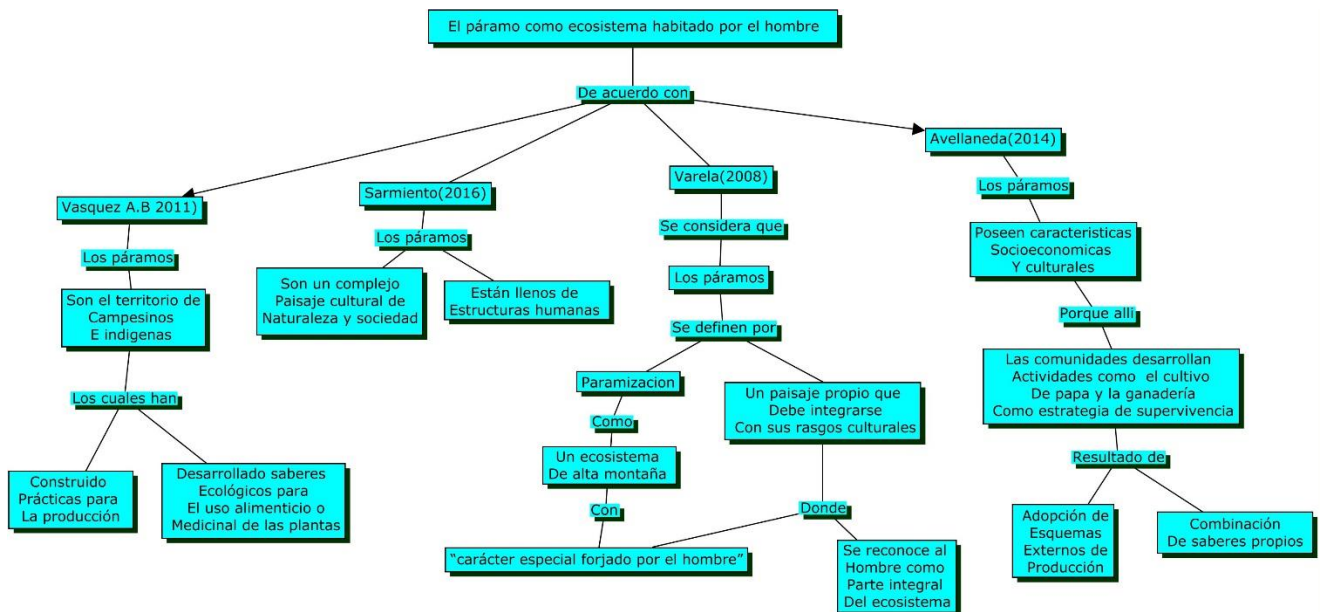 El páramo como ecosistema habitado por el hombre
De acuerdo con
Vasquez A.B 2011)
Los páramos
Son el territorio de
Campesinos
E indigenas
Los cuales han
Construido
Prácticas para
La producción
Desarrollado saberes
Ecológicos para
El uso alimenticio o
Medicinal de las plantas
Sarmiento(2016)
Los páramos
Son un complejo
Paisaje cultural de
Naturaleza y sociedad
Están llenos de
Estructuras humanas
Varela(2008)
Se considera que
Los páramos
Se definen por
Paramizacion
Como
Un ecosistema
De alta montaña
Con
"carácter especial forjado por el hombre"
Un paisaje propio que
Debe integrarse
Con sus rasgos culturales
Donde
Se reconoce al
Hombre como
Parte integral
Del ecosistema
Avellaneda(2014)
Los páramos
Poseen caracteristicas
Socioeconomicas
Y culturales
Porque alli
Las comunidades desarrollan
Actividades como el cultivo
De papa y la ganadería
Como estrategia de supervivencia
Resultado de
Adopción de
Esquemas
Externos de
Producción
Combinación
De saberes propios